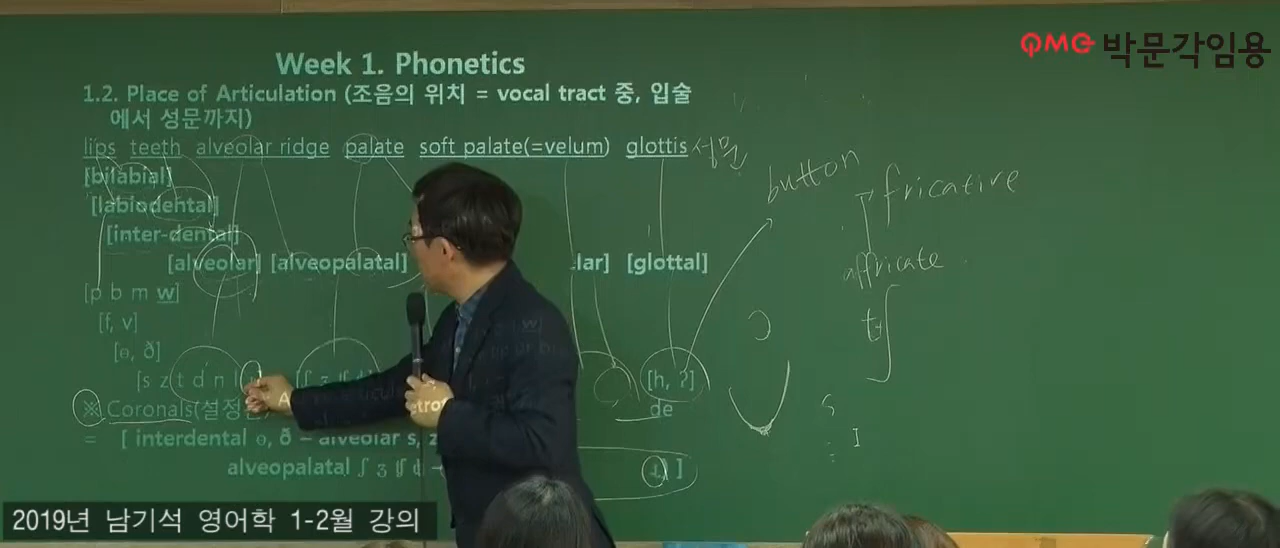 박문각임용
Week 1. Phonetics
1.2. Place of Articulation (조음의 위치 = vocal tract 중, 입술
에서 성문까지)
lips teeth alveolar ridge palate soft palate(=velum) glottis 성문
[bilabial]
[labiodental]
[inter-dental]
[alveolar] [alveopalatal] lar] [glottal]
[p b m w]
[f, v]
[ɵ, ð]
[s z t d n l [h, ʔ]
※ Coronals(설정 de
= [ interdental ɵ, ð – alveolar s, z
alveopalatal ʃ ʒ ]
button
fricative
affricate
tʃ
2019년 남기석 영어학 1-2월 강의